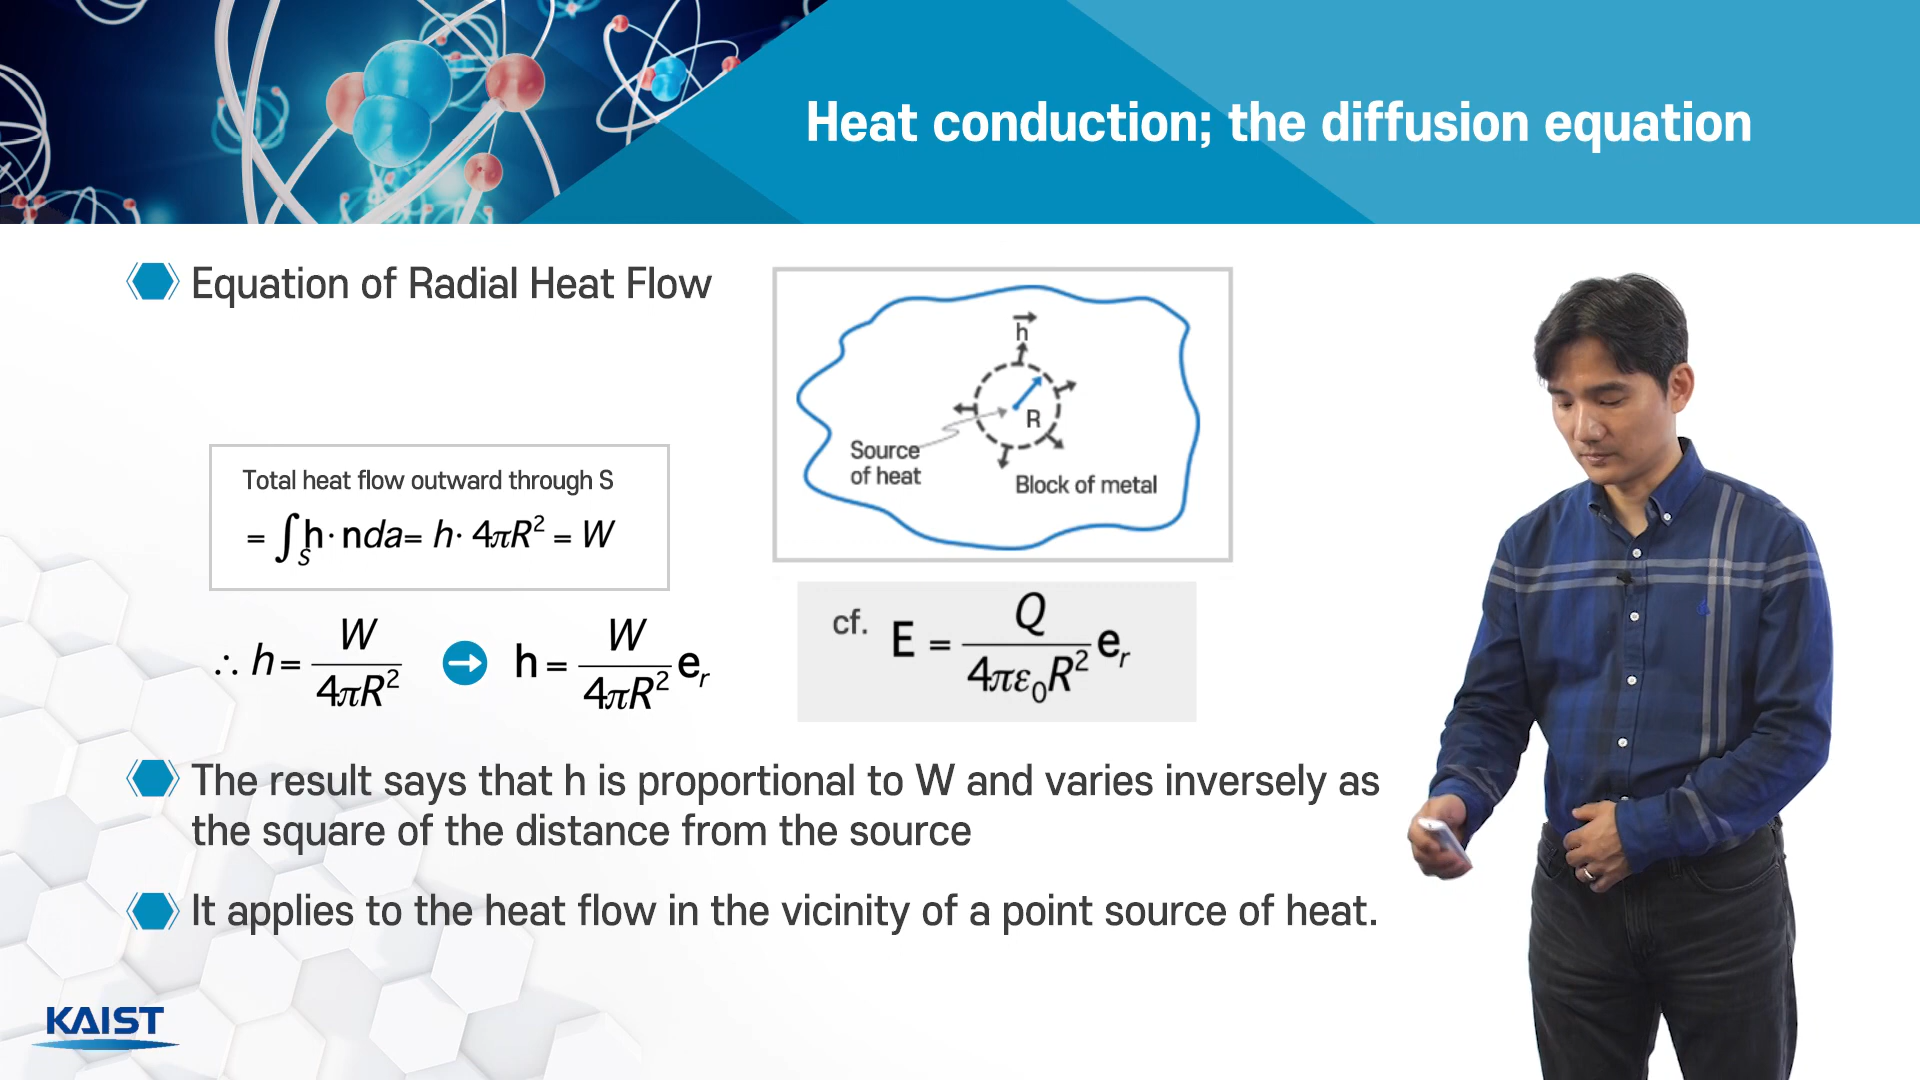 Heat conduction; the diffusion equation
Equation of Radial Heat Flow
h
R
Source
of heat
Block of metal
Total heat flow outward through S
= ∫S h · n da = h · 4πR² = W
∴ h = W / 4πR² → h = W / 4πR² eᵣ
cf. E = Q / 4πε₀R² eᵣ
The result says that h is proportional to W and varies inversely as
the square of the distance from the source
It applies to the heat flow in the vicinity of a point source of heat.
KAIST